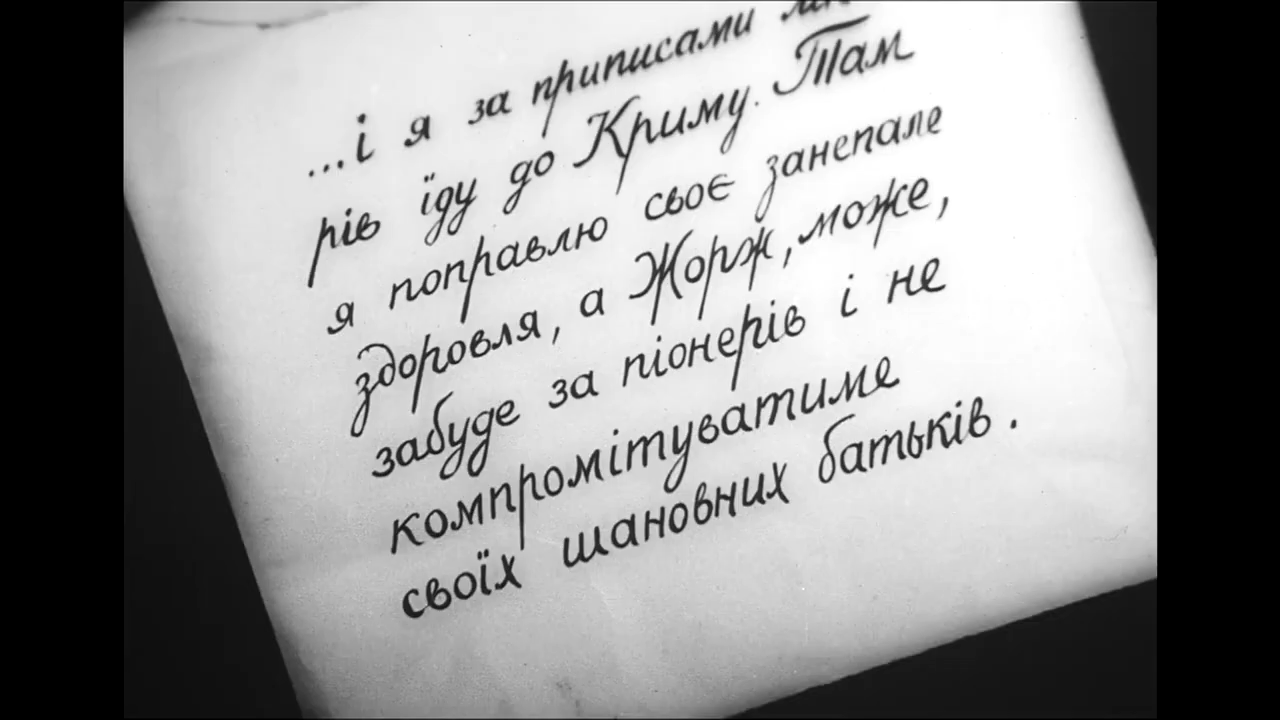 ...і я за приписами
рів їду до Криму. Там
я поправлю своє занепале
здоровля, а Жорж, може,
забуде за піонерів і не
компромітуватиме
своїх шановних батьків.